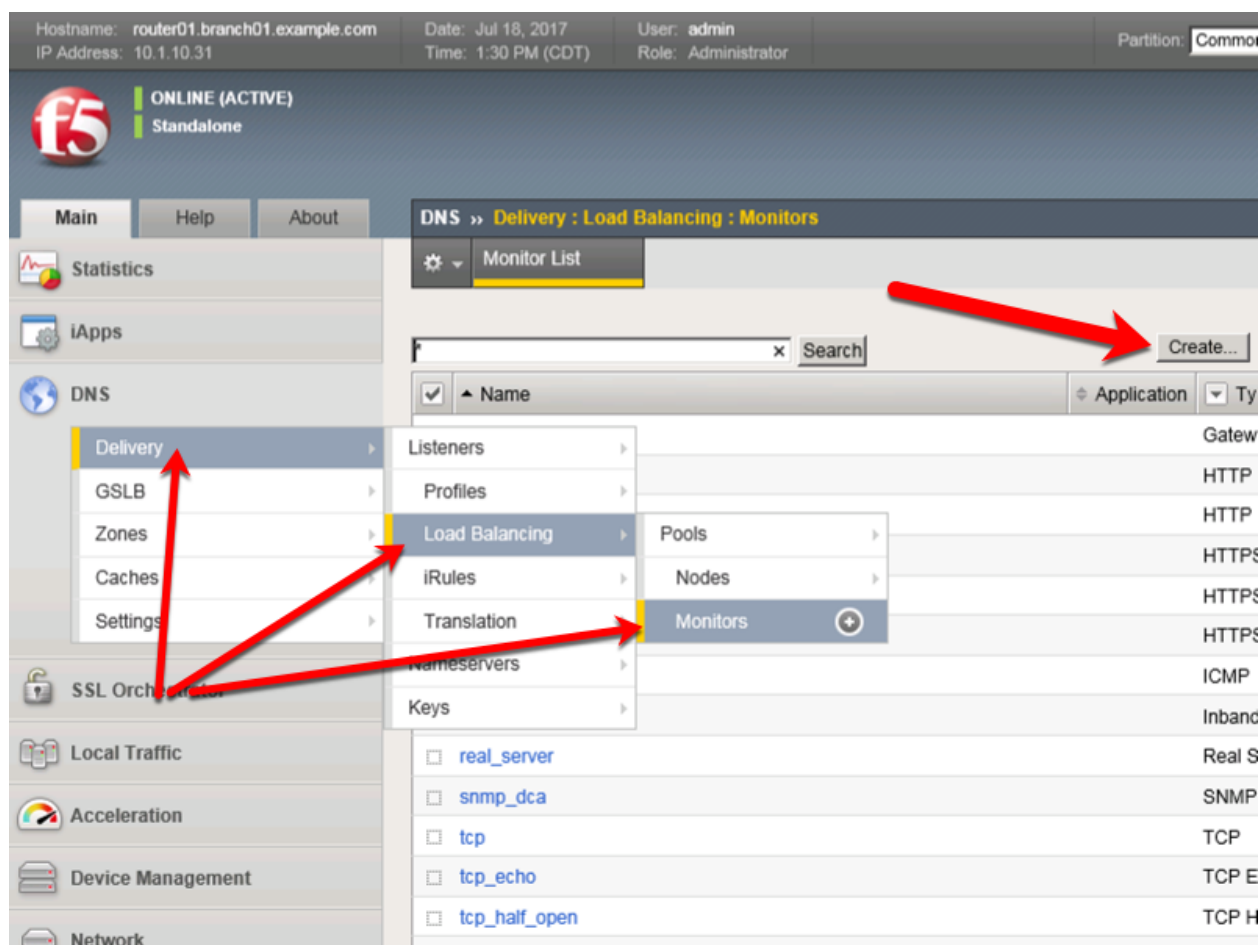 Hostname: router01.branch01.example.com Date: Jul 18, 2017 User: admin
IP Address: 10.1.10.31 Time: 1:30 PM (CDT) Role: Administrator
Partition: Common
f5
ONLINE (ACTIVE)
Standalone
Main Help About
DNS » Delivery : Load Balancing : Monitors
Monitor List
Statistics
iApps
DNS
Delivery
GSLB
Zones
Caches
Settings
SSL Orchestrator
Local Traffic
Acceleration
Device Management
Network
Listeners
Profiles
Load Balancing
iRules
Translation
Nameservers
Keys
Pools
Nodes
Monitors
* × Search Create...
Name Application Ty
Gatew
HTTP
HTTP
HTTPS
HTTPS
HTTPS
ICMP
Inband
real_server Real S
snmp_dca SNMP
tcp TCP
tcp_echo TCP E
tcp_half_open TCP H